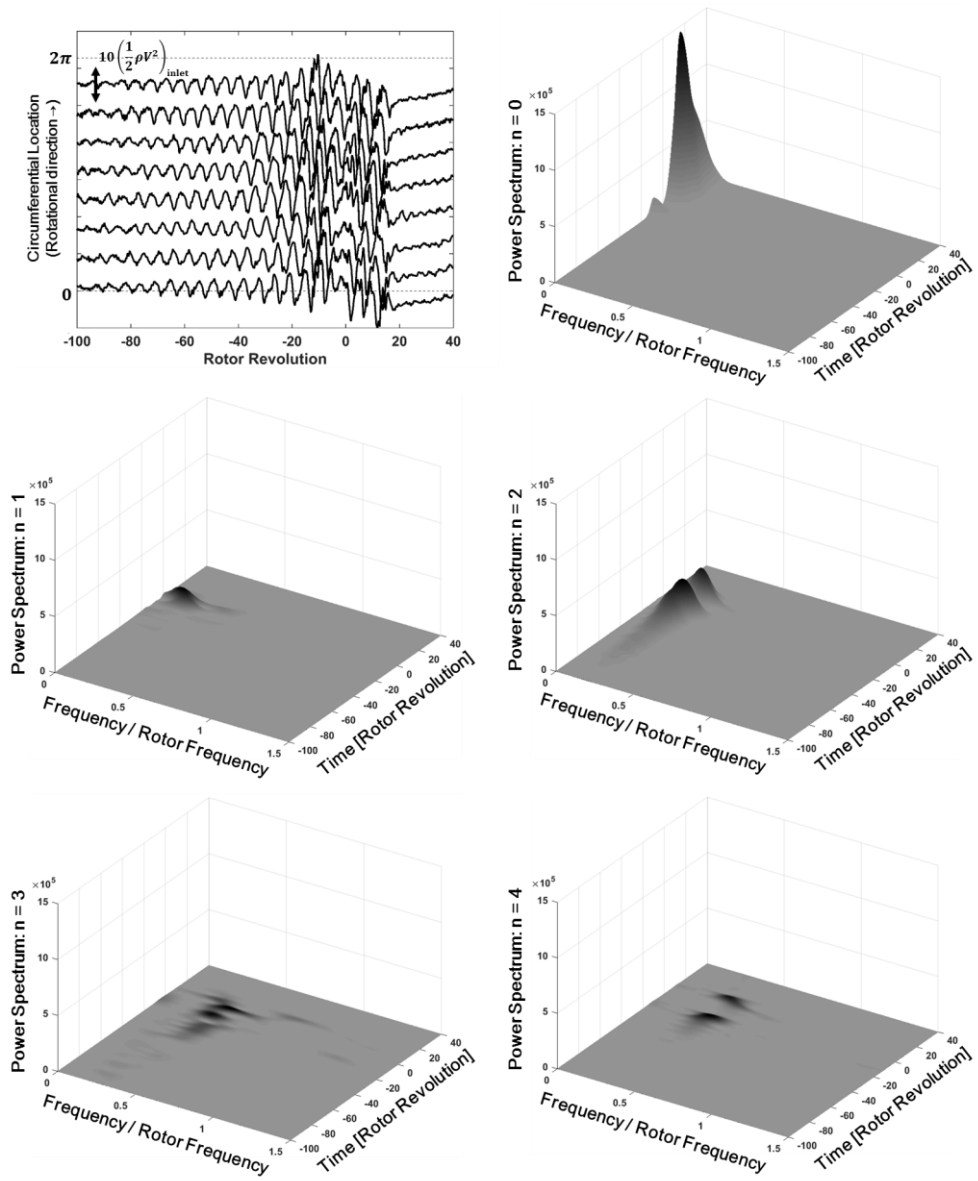 2π
10(1/2 ρV²)inlet
Circumferential Location
(Rotational direction →)
0
-100 -80 -60 -40 -20 0 20 40
Rotor Revolution
Power Spectrum: n = 0
×10⁵
15
10
5
0
0 0.5 1 1.5
Frequency / Rotor Frequency
-100 -80 -60 -40 -20 0 20 40
Time [Rotor Revolution]
Power Spectrum: n = 1
×10⁵
15
10
5
0
0 0.5 1 1.5
Frequency / Rotor Frequency
-100 -80 -60 -40 -20 0 20 40
Time [Rotor Revolution]
Power Spectrum: n = 2
×10⁵
15
10
5
0
0 0.5 1 1.5
Frequency / Rotor Frequency
-100 -80 -60 -40 -20 0 20 40
Time [Rotor Revolution]
Power Spectrum: n = 3
×10⁵
15
10
5
0
0 0.5 1 1.5
Frequency / Rotor Frequency
-100 -80 -60 -40 -20 0 20 40
Time [Rotor Revolution]
Power Spectrum: n = 4
×10⁵
15
10
5
0
0 0.5 1 1.5
Frequency / Rotor Frequency
-100 -80 -60 -40 -20 0 20 40
Time [Rotor Revolution]